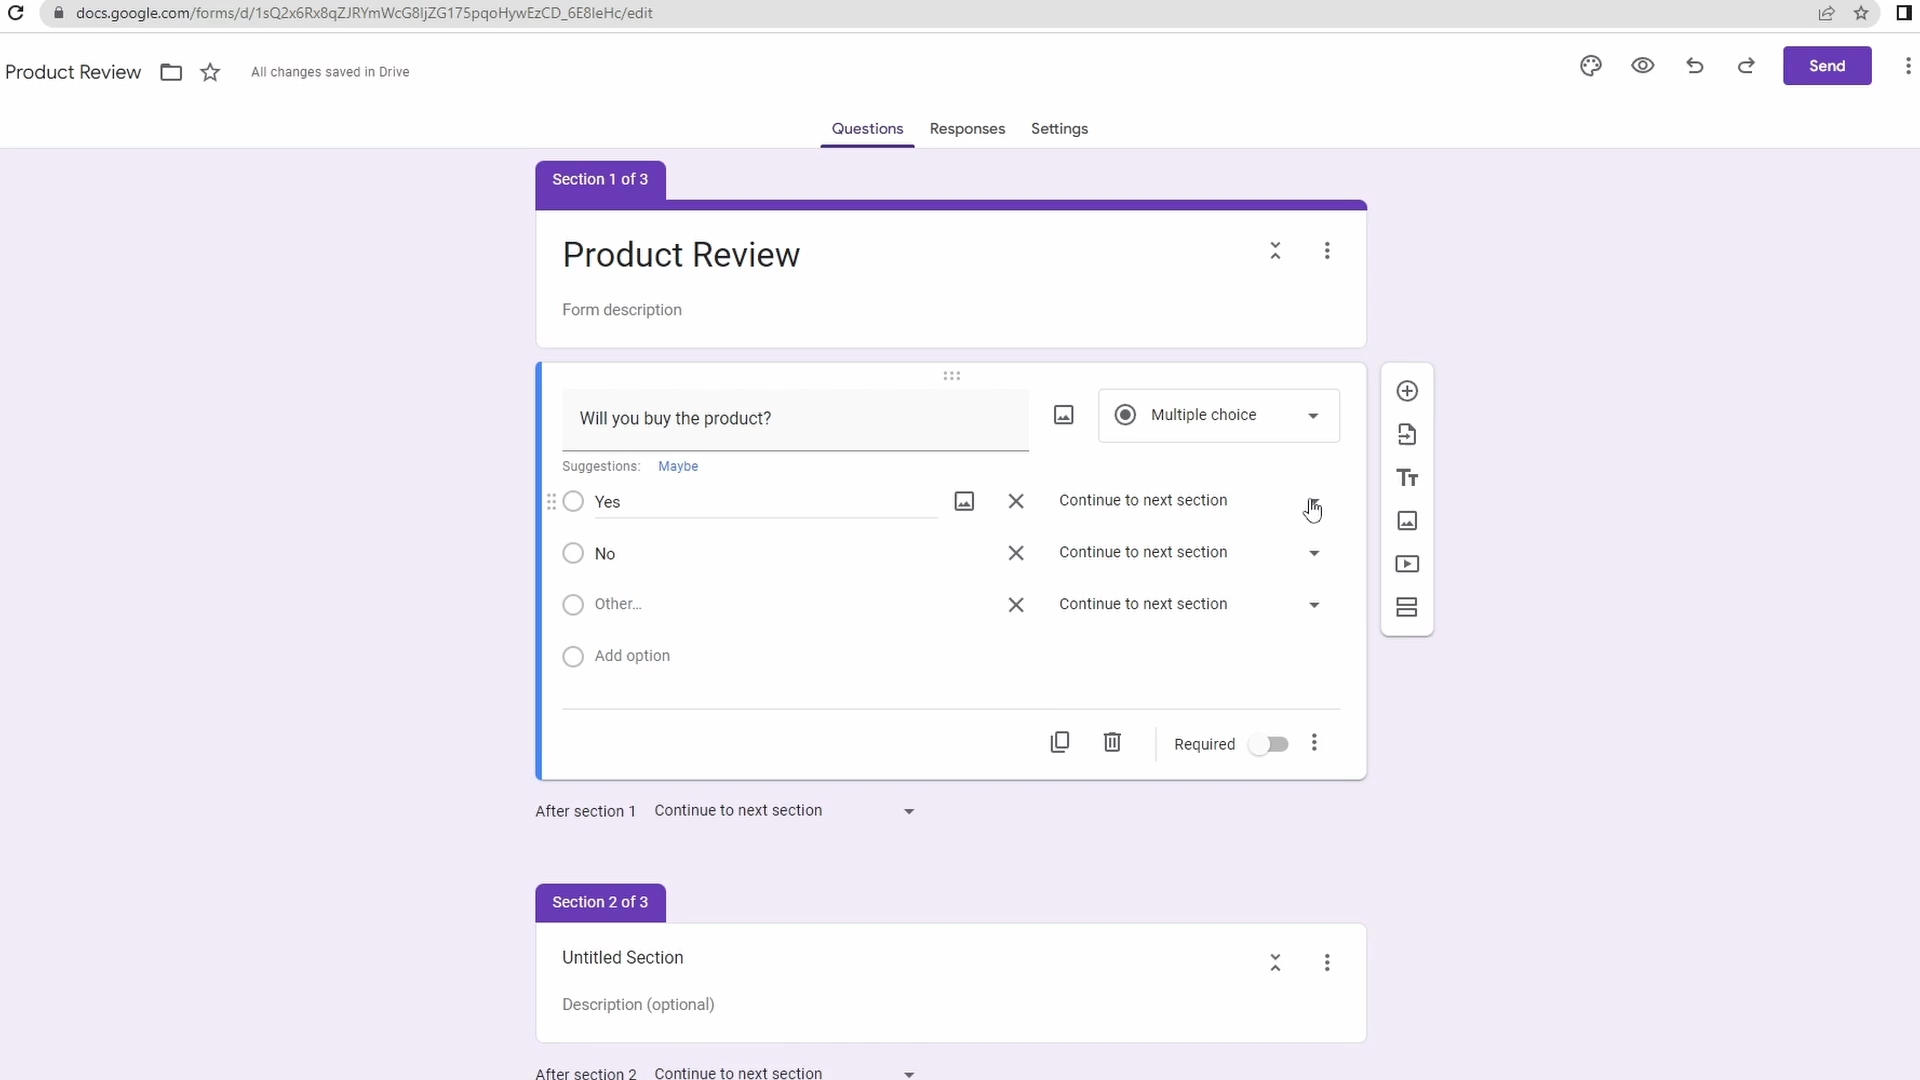 docs.google.com/forms/d/1sQ2x6Rx8qZJRYmWcG8IjZG175pqoHywEzCD_6E8IeHc/edit
Product Review
All changes saved in Drive
Send
Questions
Responses
Settings
Section 1 of 3
Product Review
Form description
Will you buy the product?
Multiple choice
Suggestions: Maybe
Yes
Continue to next section
No
Continue to next section
Other...
Continue to next section
Add option
Required
After section 1 Continue to next section
Section 2 of 3
Untitled Section
Description (optional)
After section 2 Continue to next section